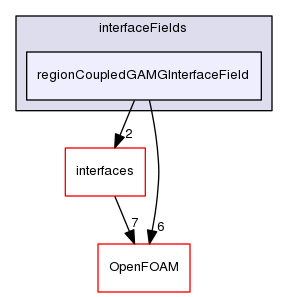 interfaceFields
regionCoupledGAMGInterfaceField
2
interfaces
7
6
OpenFOAM